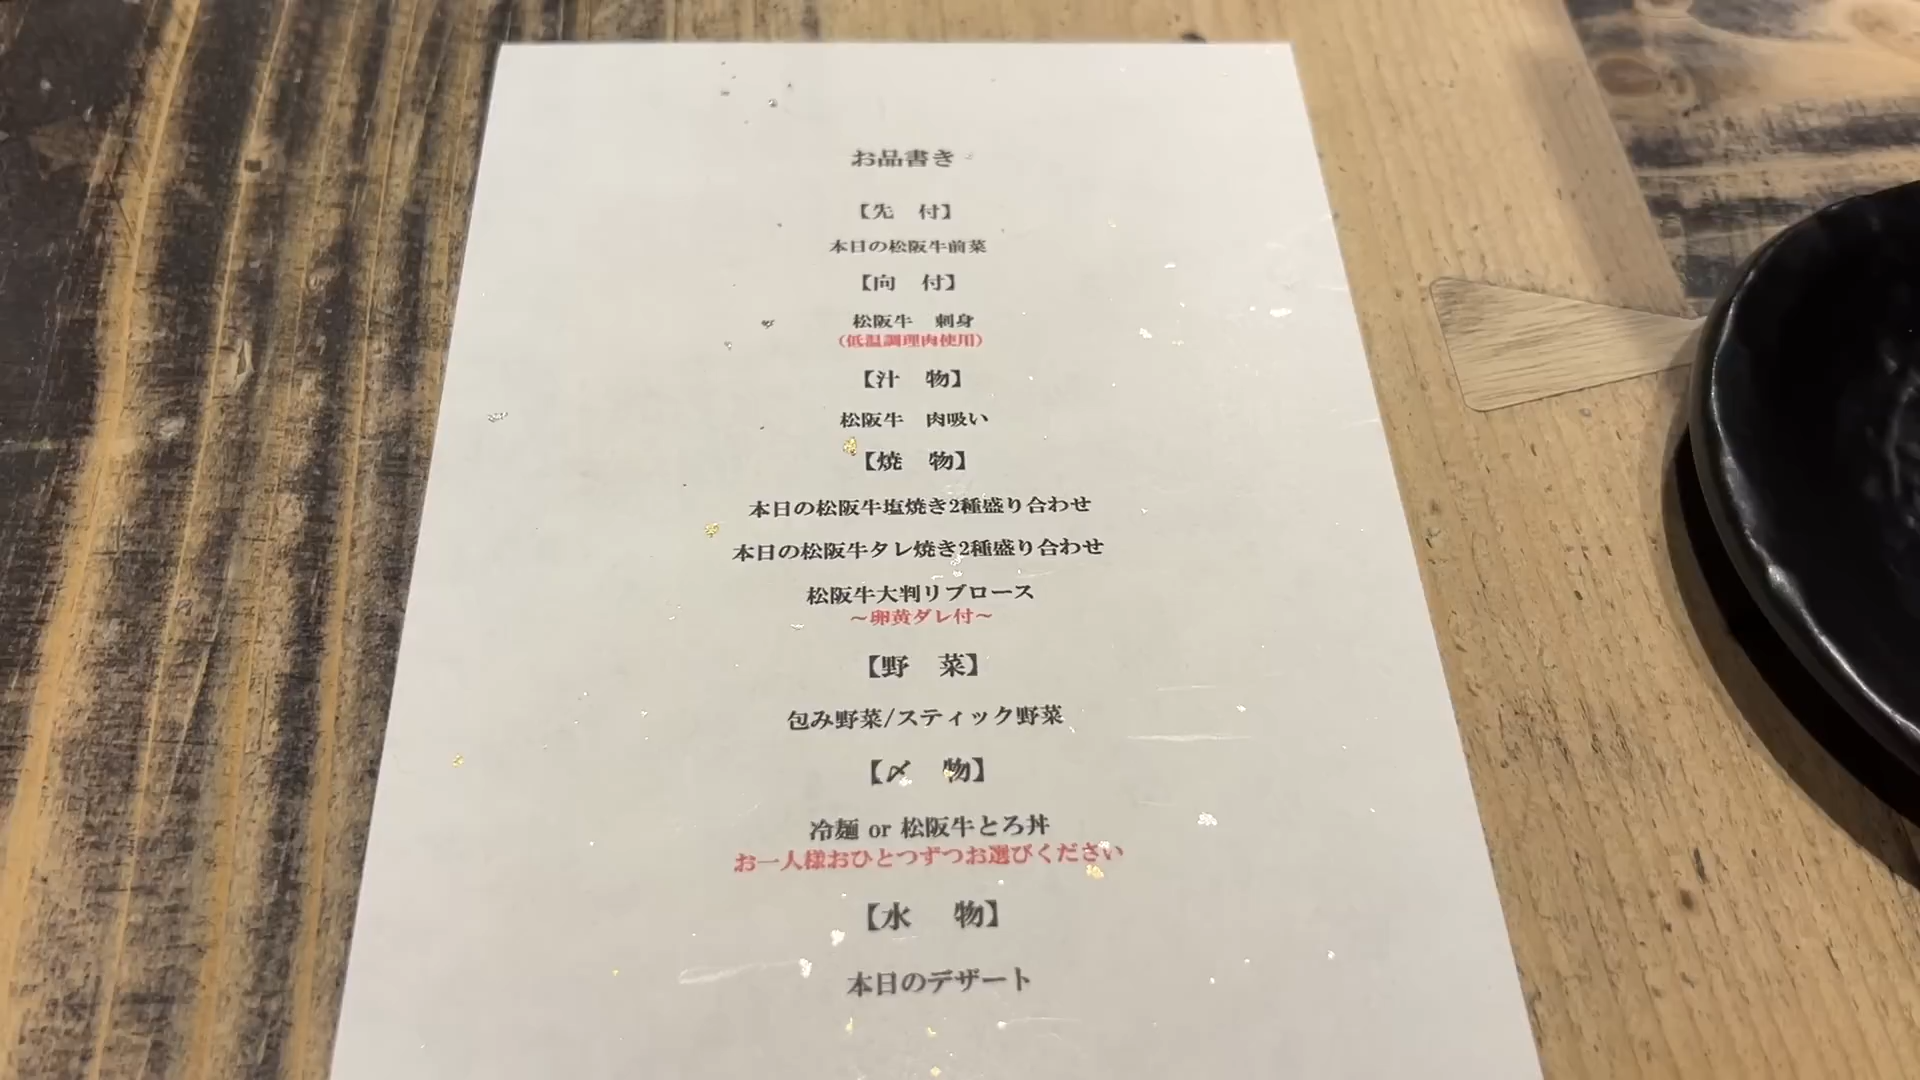 お品書き
【先　付】
本日の松阪牛前菜
【向　付】
松阪牛　刺身
（低温調理肉使用）
【汁　物】
松阪牛　肉吸い
【焼　物】
本日の松阪牛塩焼き2種盛り合わせ
本日の松阪牛タレ焼き2種盛り合わせ
松阪牛大判リブロース
～卵黄ダレ付～
【野　菜】
包み野菜/スティック野菜
【〆　物】
冷麺 or 松阪牛とろ丼
お一人様おひとつずつお選びください
【水　物】
本日のデザート